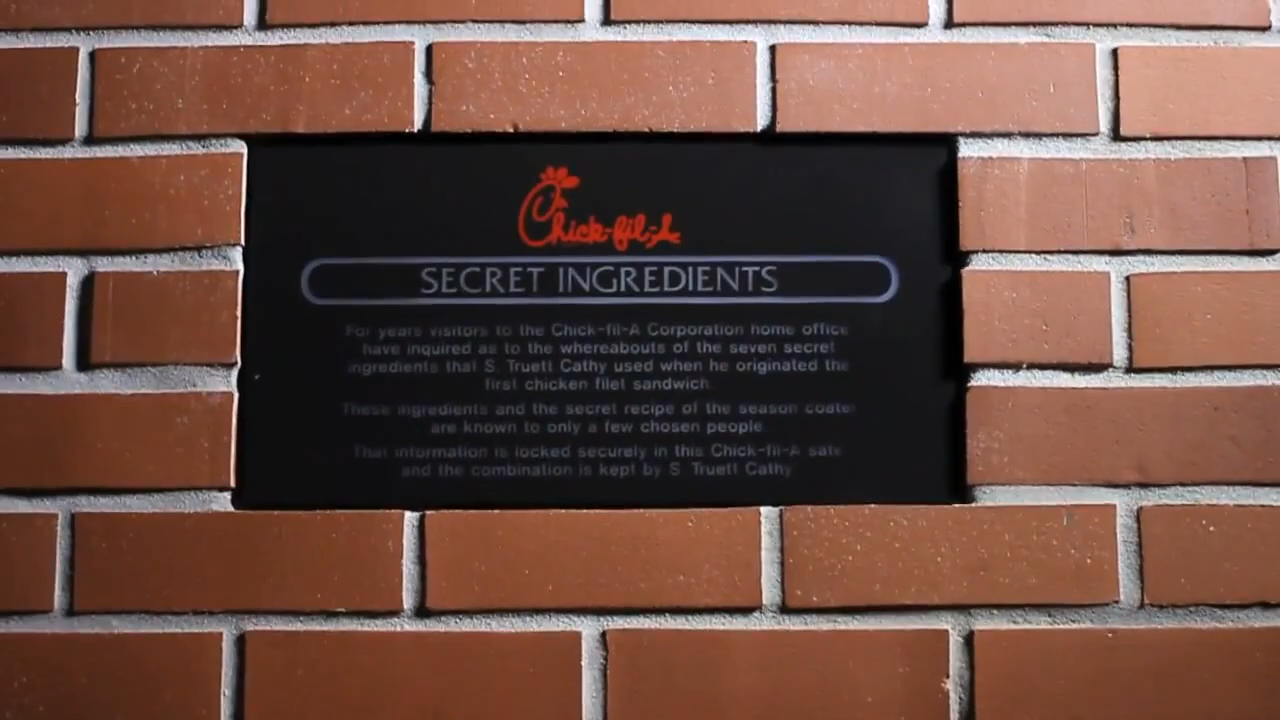 Chick-fil-A
SECRET INGREDIENTS
For years visitors to the Chick-fil-A Corporation home office
have inquired as to the whereabouts of the seven secret
ingredients that S. Truett Cathy used when he originated the
first chicken filet sandwich.
These ingredients and the secret recipe of the season coater
are known to only a few chosen people.
That information is locked securely in this Chick-fil-A safe
and the combination is kept by S. Truett Cathy